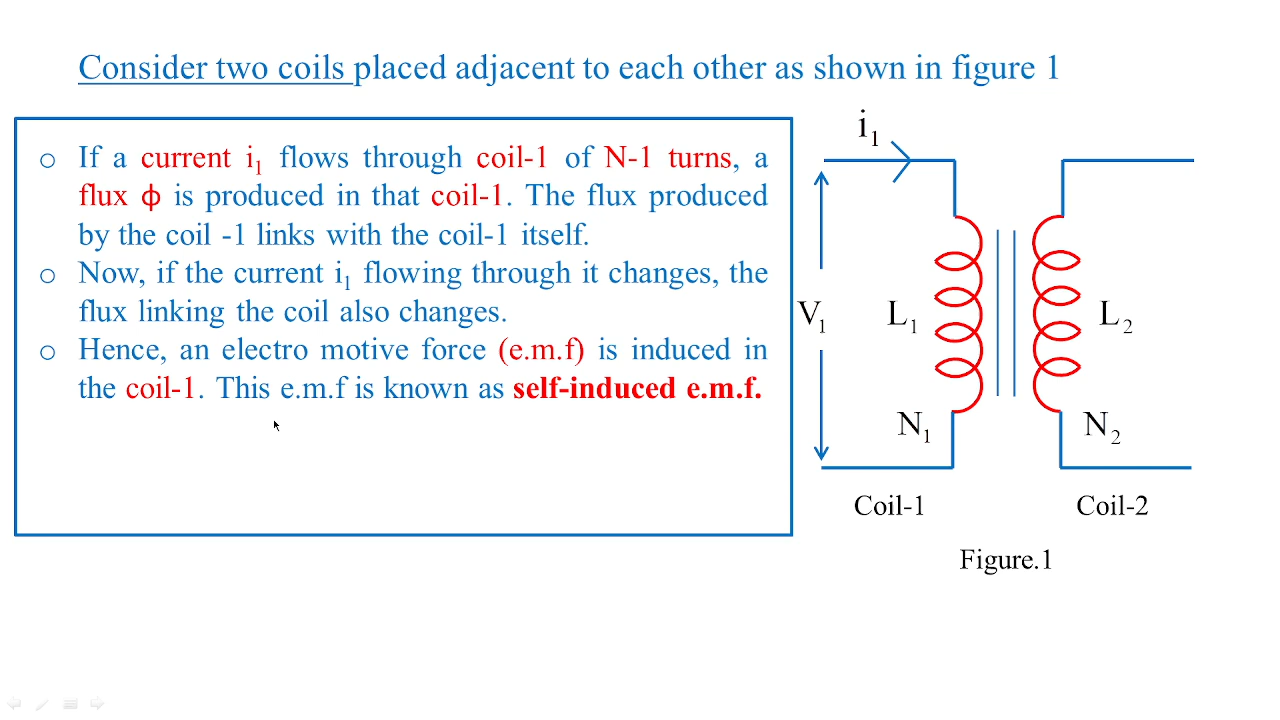 Consider two coils placed adjacent to each other as shown in figure 1
○ If a current i₁ flows through coil-1 of N-1 turns, a
flux ϕ is produced in that coil-1. The flux produced
by the coil -1 links with the coil-1 itself.
○ Now, if the current i₁ flowing through it changes, the
flux linking the coil also changes.
○ Hence, an electro motive force (e.m.f) is induced in
the coil-1. This e.m.f is known as self-induced e.m.f.
i₁
V₁
L₁
L₂
N₁
N₂
Coil-1
Coil-2
Figure.1